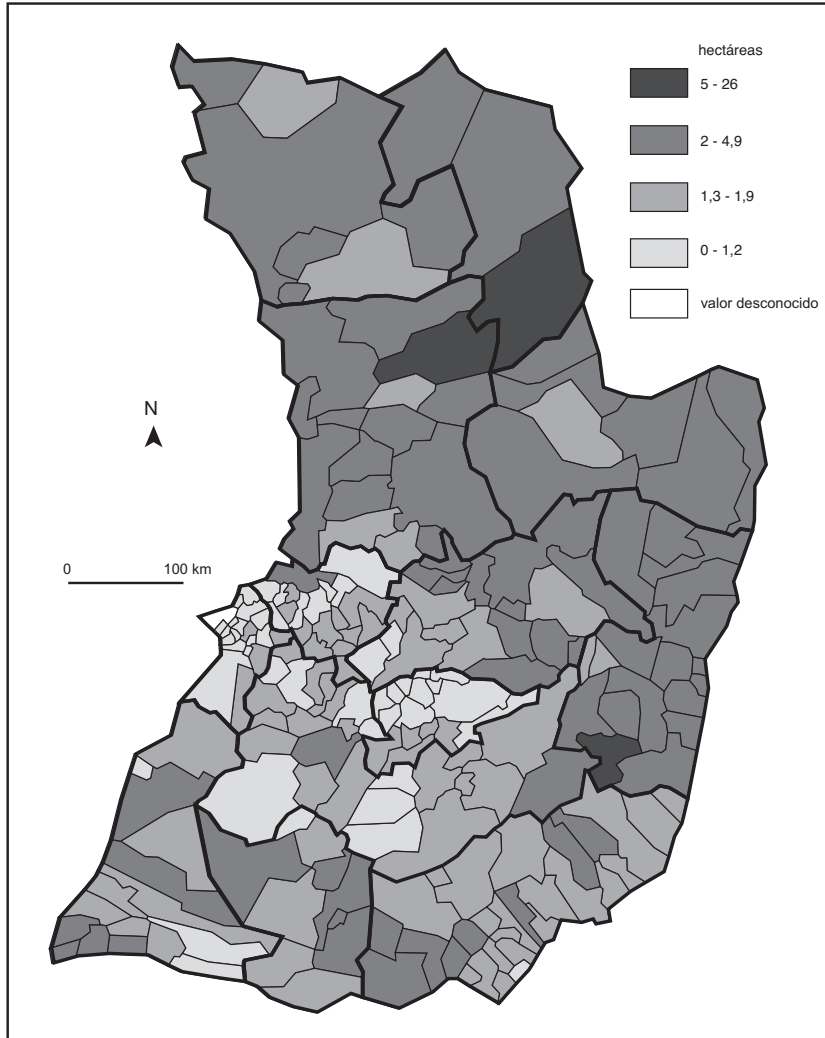 hectáreas
5 - 26
2 - 4,9
1,3 - 1,9
0 - 1,2
valor desconocido
N
0 100 km